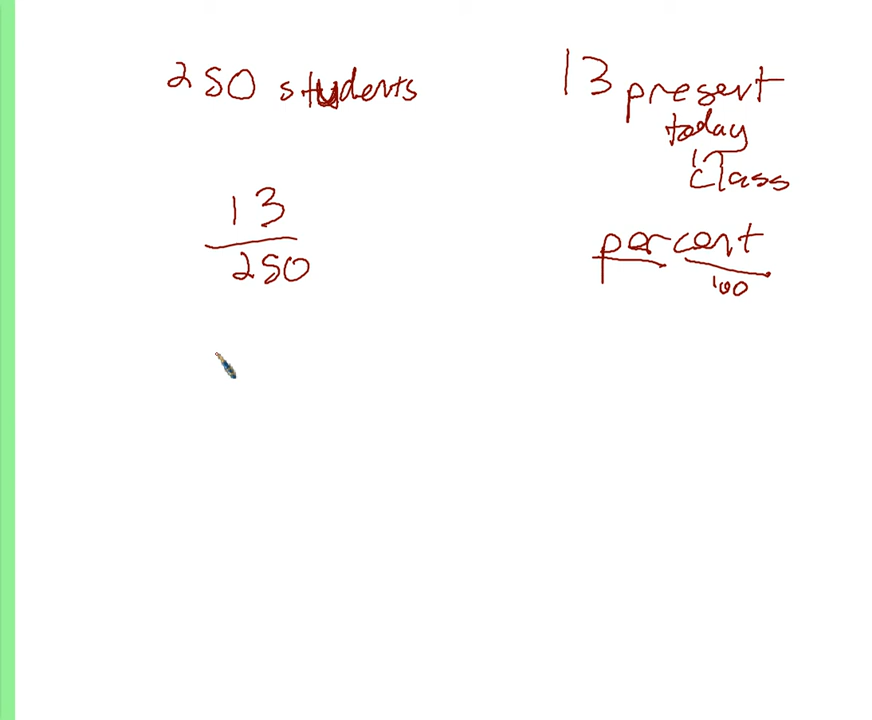 250 students
13 present
today
class
13
250
percent
100